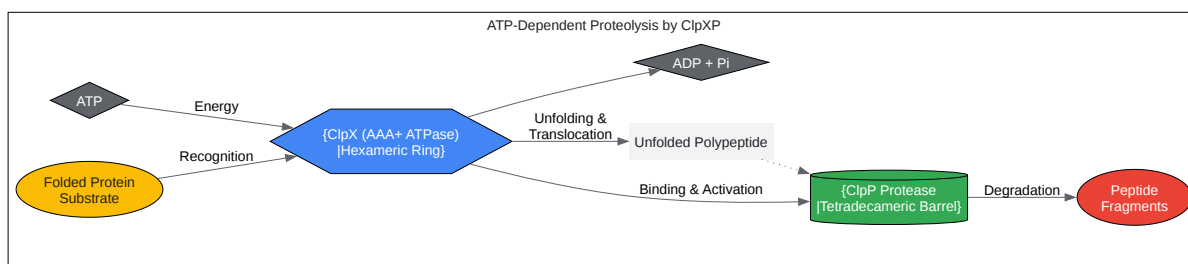 ATP-Dependent Proteolysis by ClpXP
ATP
Energy
Folded Protein
Substrate
Recognition
{ClpX (AAA+ ATPase)
|Hexameric Ring}
ADP + Pi
Unfolding &
Translocation
Unfolded Polypeptide
Binding & Activation
{ClpP Protease
|Tetradecameric Barrel}
Degradation
Peptide
Fragments